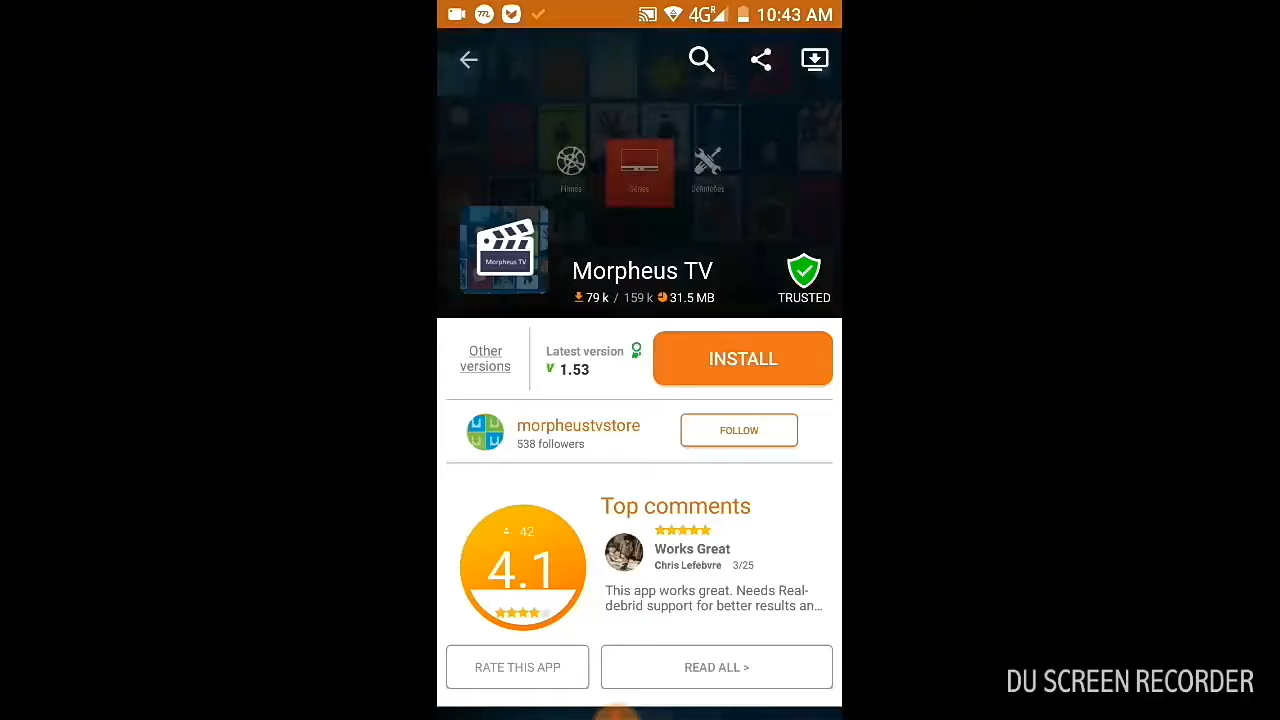 4G R 10:43 AM
Filmes Séries Definições
Morpheus TV
Morpheus TV
79 k / 159 k 31.5 MB
TRUSTED
Other versions
Latest version
1.53
INSTALL
morpheustvstore
538 followers
FOLLOW
42
4.1
Top comments
Works Great
Chris Lefebvre 3/25
This app works great. Needs Real-
debrid support for better results an...
RATE THIS APP
READ ALL >
DU SCREEN RECORDER